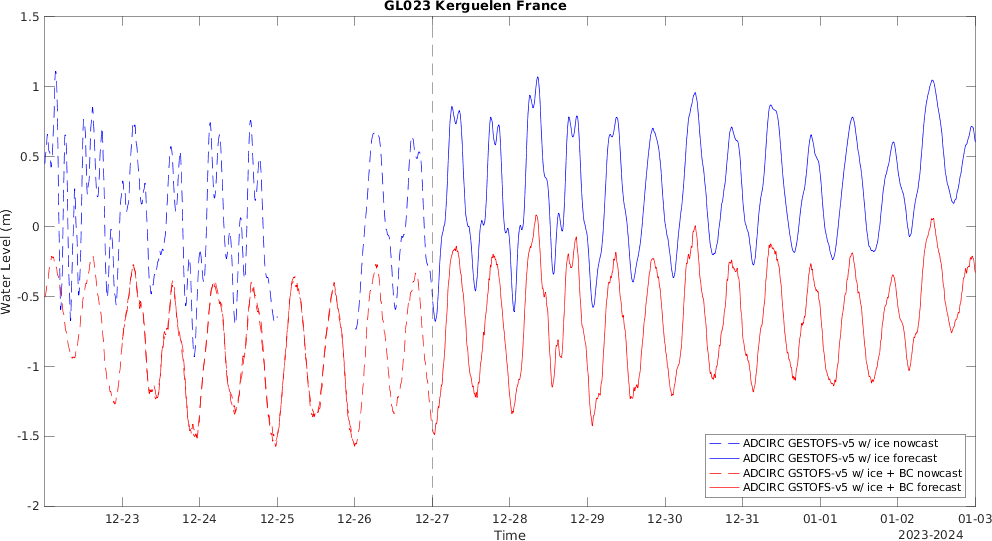 GL023 Kerguelen France
1.5
1
0.5
0
-0.5
-1
-1.5
-2
Water Level (m)
ADCIRC GESTOFS-v5 w/ ice nowcast
ADCIRC GESTOFS-v5 w/ ice forecast
ADCIRC GSTOFS-v5 w/ ice + BC nowcast
ADCIRC GSTOFS-v5 w/ ice + BC forecast
12-23 12-24 12-25 12-26 12-27 12-28 12-29 12-30 12-31 01-01 01-02 01-03
Time
2023-2024